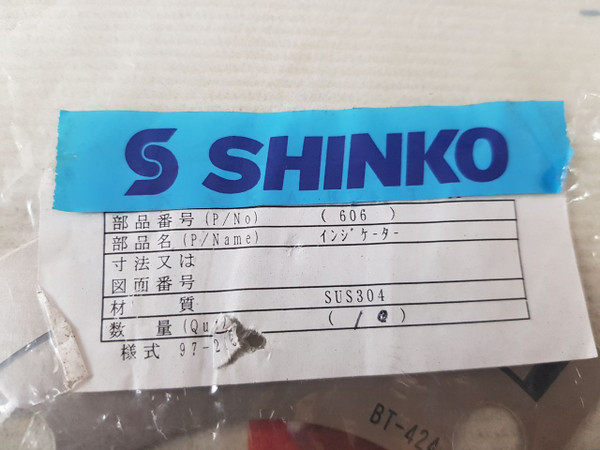 S SHINKO
部品番号(P/No) ( 606 )
部品名(P/Name) インジケーター
寸法又は
図面番号
材 質 SUS304
数 量(Qu ( 10 )
様式 97-2
BT-424